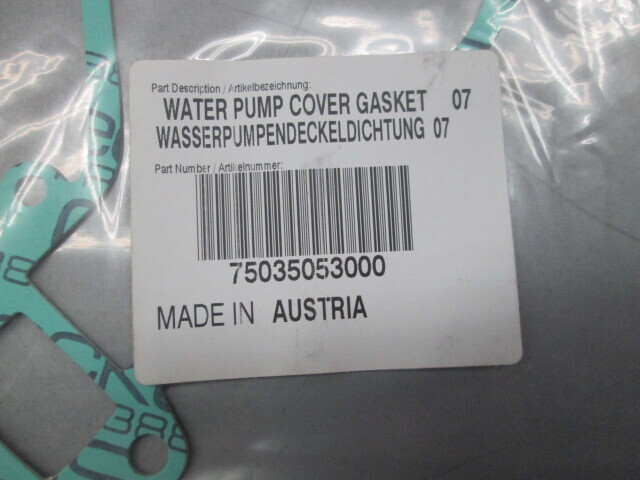 Part Description / Artikelbezeichnung:
WATER PUMP COVER GASKET 07
WASSERPUMPENDECKELDICHTUNG 07
Part Number / Artikelnummer:
75035053000
MADE IN AUSTRIA